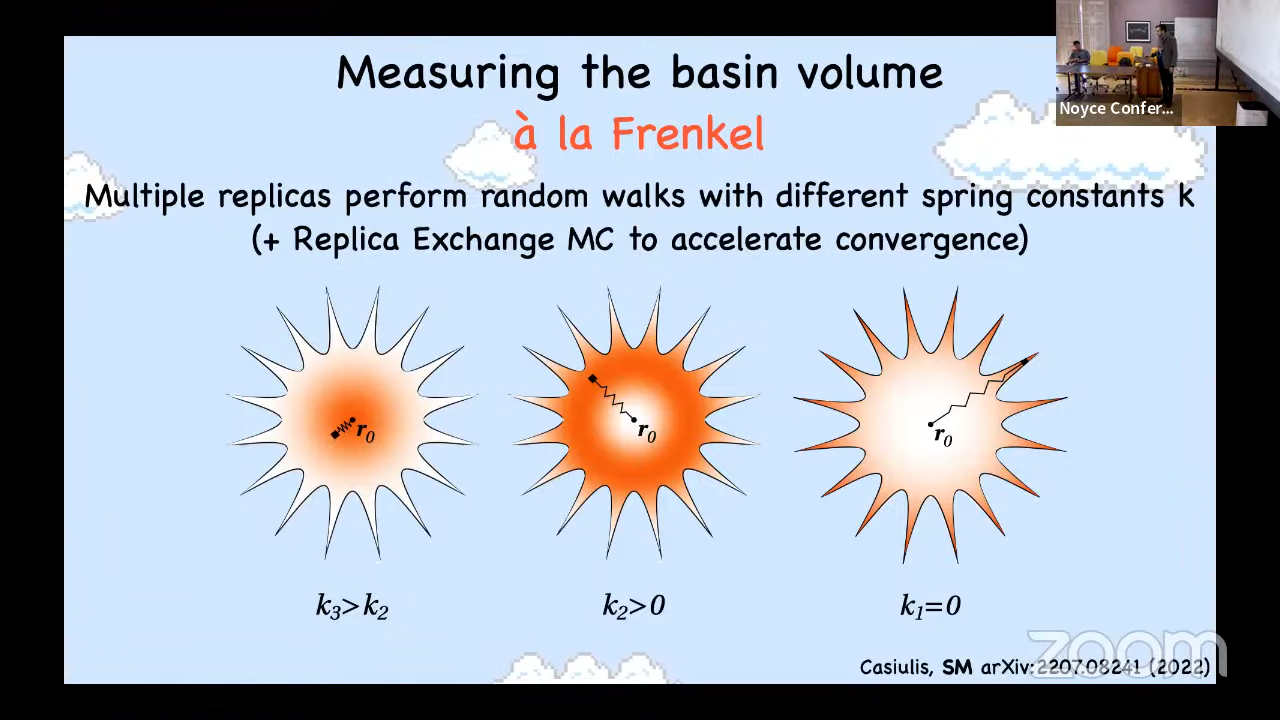 Measuring the basin volume
à la Frenkel
Noyce Confer...
Multiple replicas perform random walks with different spring constants k
(+ Replica Exchange MC to accelerate convergence)
r₀
r₀
r₀
k₃>k₂
k₂>0
k₁=0
zoom
Casiulis, SM arXiv:2207.08241 (2022)